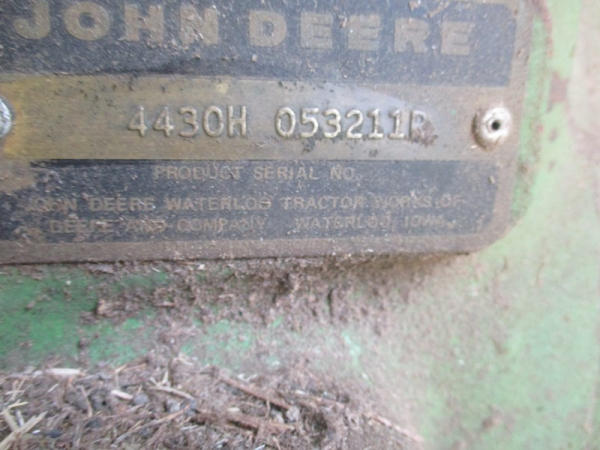 JOHN DEERE
4430H 053211R
PRODUCT SERIAL NO.
JOHN DEERE WATERLOO TRACTOR WORKS OF
DEERE AND COMPANY WATERLOO, IOWA